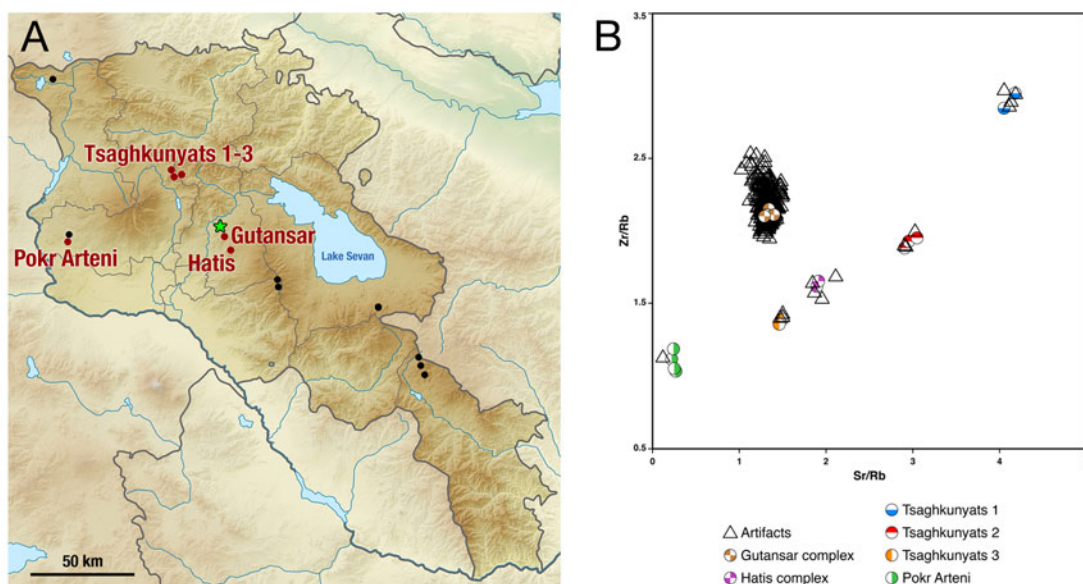 A
Tsaghkunyats 1-3
Gutansar
Lake Sevan
Pokr Arteni
Hatis
50 km
B
3.5
Zr/Rb
2.5
1.5
0.5
0
1
2
3
4
Sr/Rb
Artifacts
Gutansar complex
Hatis complex
Tsaghkunyats 1
Tsaghkunyats 2
Tsaghkunyats 3
Pokr Arteni